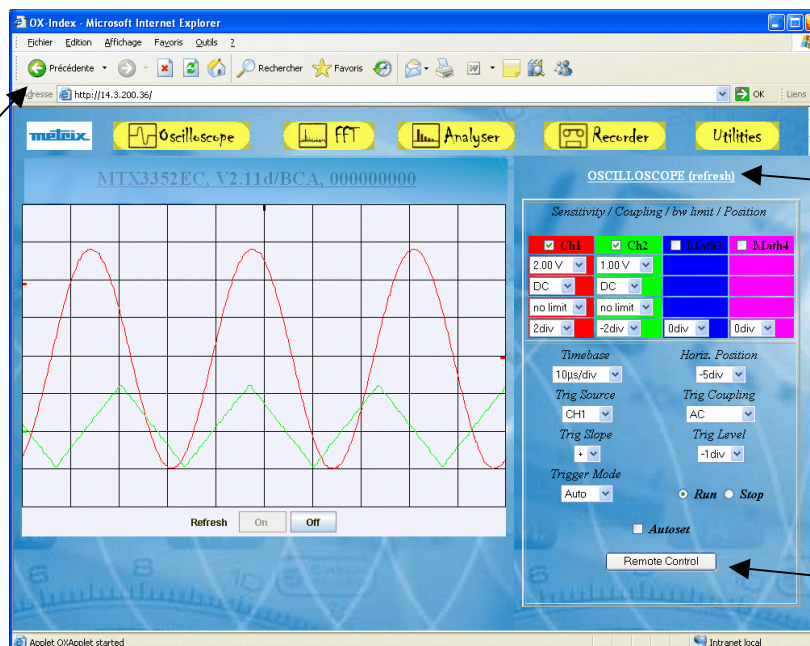 OX-Index - Microsoft Internet Explorer
Fichier Edition Affichage Favoris Outils ?
Précédente Rechercher Favoris
Adresse http://14.3.200.36/ OK Liens
metrix Oscilloscope FFT Analyser Recorder Utilities
MTX3352EC, V2.11d/BCA, 000000000
OSCILLOSCOPE (refresh)
Sensitivity / Coupling / bw limit / Position
Ch1 Ch2 Math3 Math4
2.00 V 1.00 V
DC DC
no limit no limit
2div -2div 0div 0div
Timebase Horiz. Position
10µs/div -5div
Trig Source Trig Coupling
CH1 AC
Trig Slope Trig Level
+ -1div
Trigger Mode
Auto Run Stop
Autoset
Remote Control
Refresh On Off
Applet OXApplet started Intranet local